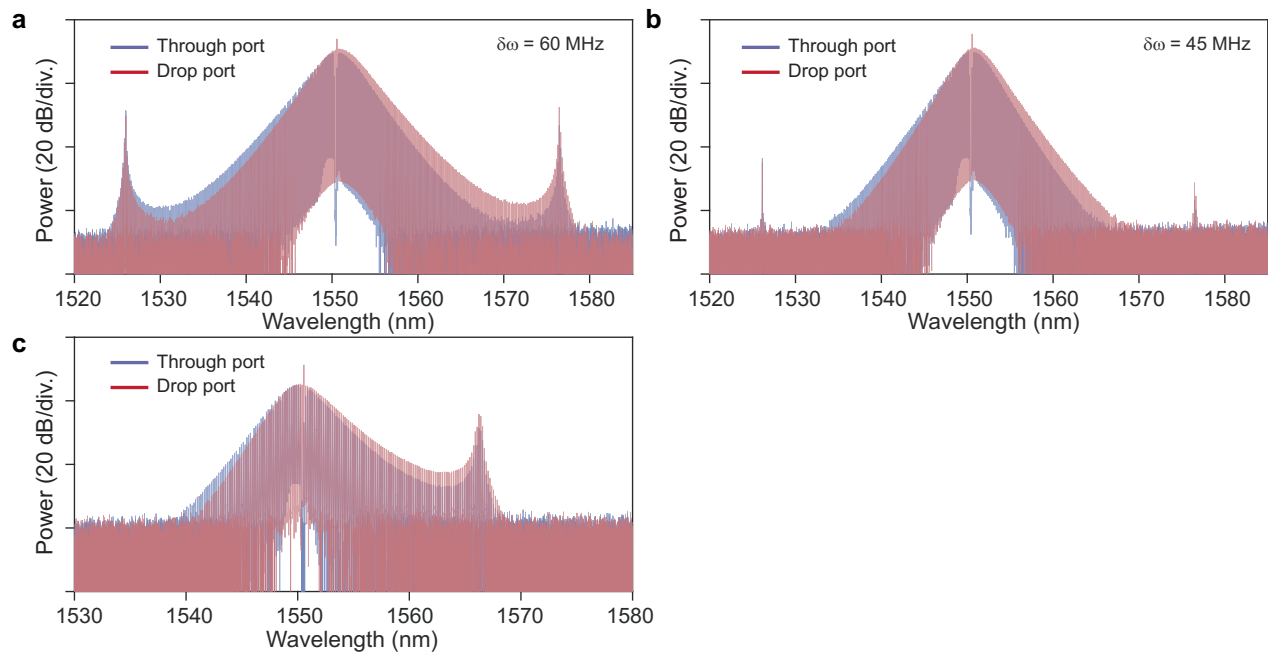 a
Through port
Drop port
δω = 60 MHz
Power (20 dB/div.)
1520 1530 1540 1550 1560 1570 1580
Wavelength (nm)
b
Through port
Drop port
δω = 45 MHz
Power (20 dB/div.)
1520 1530 1540 1550 1560 1570 1580
Wavelength (nm)
c
Through port
Drop port
Power (20 dB/div.)
1530 1540 1550 1560 1570 1580
Wavelength (nm)